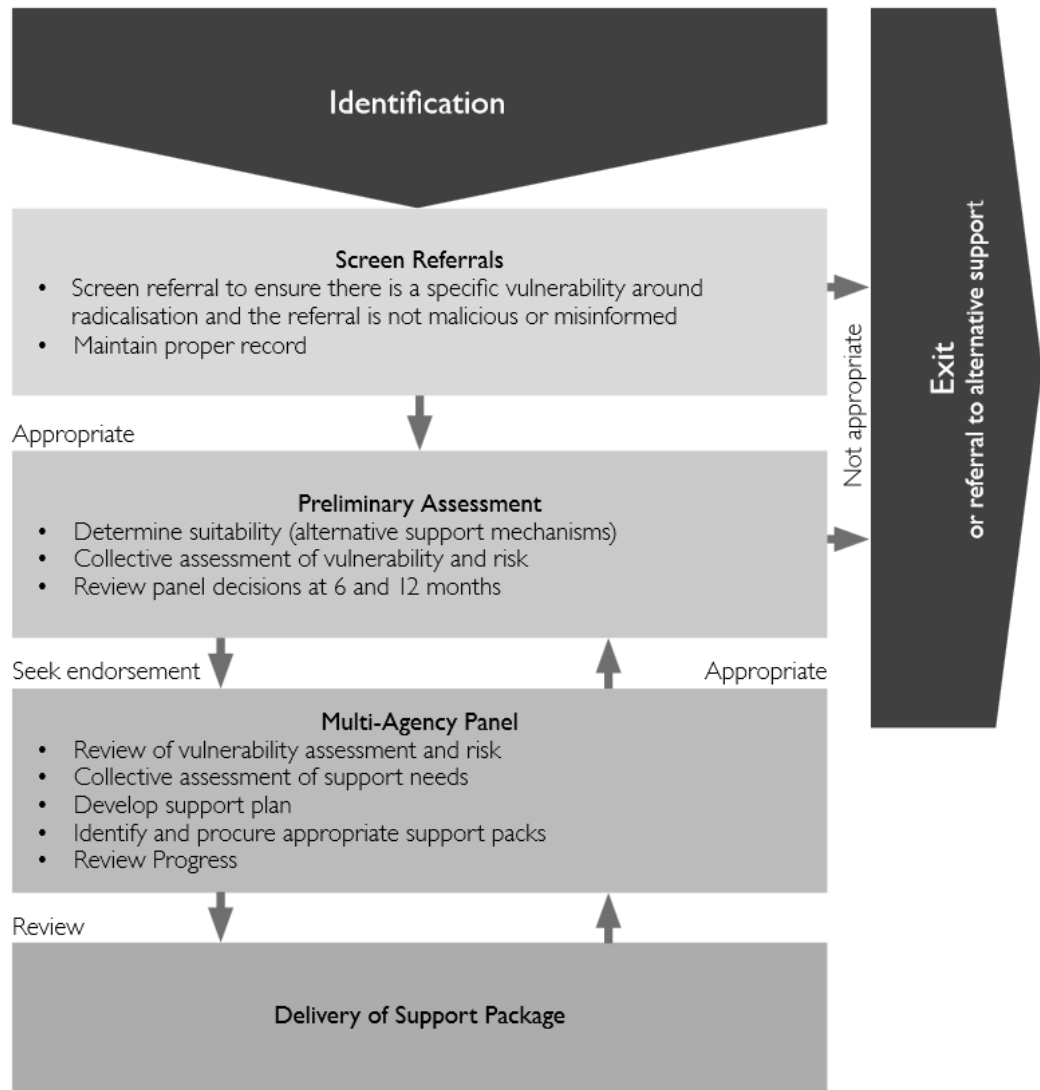 Identification
Screen Referrals
• Screen referral to ensure there is a specific vulnerability around
radicalisation and the referral is not malicious or misinformed
• Maintain proper record
Appropriate
Preliminary Assessment
• Determine suitability (alternative support mechanisms)
• Collective assessment of vulnerability and risk
• Review panel decisions at 6 and 12 months
Seek endorsement
Appropriate
Multi-Agency Panel
• Review of vulnerability assessment and risk
• Collective assessment of support needs
• Develop support plan
• Identify and procure appropriate support packs
• Review Progress
Review
Delivery of Support Package
Not appropriate
Exit
or referral to alternative support